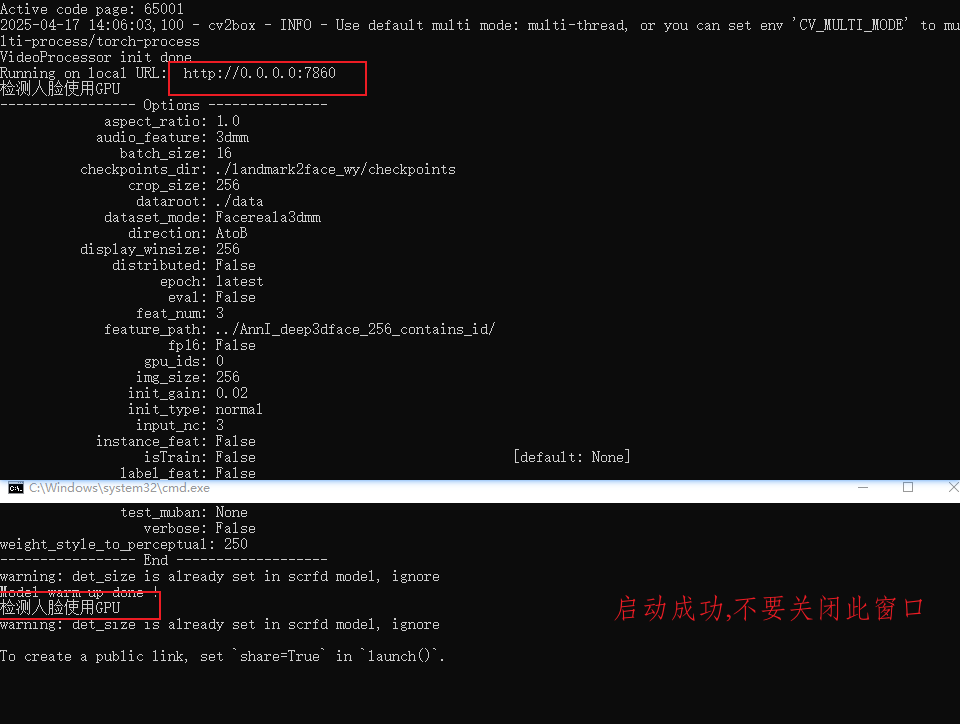 Active code page: 65001
2025-04-17 14:06:03,100 - cv2box - INFO - Use default multi mode: multi-thread, or you can set env 'CV_MULTI_MODE' to mu
lti-process/torch-process
VideoProcessor init done
Running on local URL:  http://0.0.0.0:7860
检测人脸使用GPU
----------------- Options ---------------
aspect_ratio: 1.0
audio_feature: 3dmm
batch_size: 16
checkpoints_dir: ./landmark2face_wy/checkpoints
crop_size: 256
dataroot: ./data
dataset_mode: Facereala3dmm
direction: AtoB
display_winsize: 256
distributed: False
epoch: latest
eval: False
feat_num: 3
feature_path: ../AnnI_deep3dface_256_contains_id/
fp16: False
gpu_ids: 0
img_size: 256
init_gain: 0.02
init_type: normal
input_nc: 3
instance_feat: False
isTrain: False [default: None]
label_feat: False
C:\Windows\system32\cmd.exe
test_muban: None
verbose: False
weight_style_to_perceptual: 250
----------------- End -------------------
warning: det_size is already set in scrfd model, ignore
Model warm up done !
检测人脸使用GPU
启动成功,不要关闭此窗口
warning: det_size is already set in scrfd model, ignore
To create a public link, set `share=True` in `launch()`.